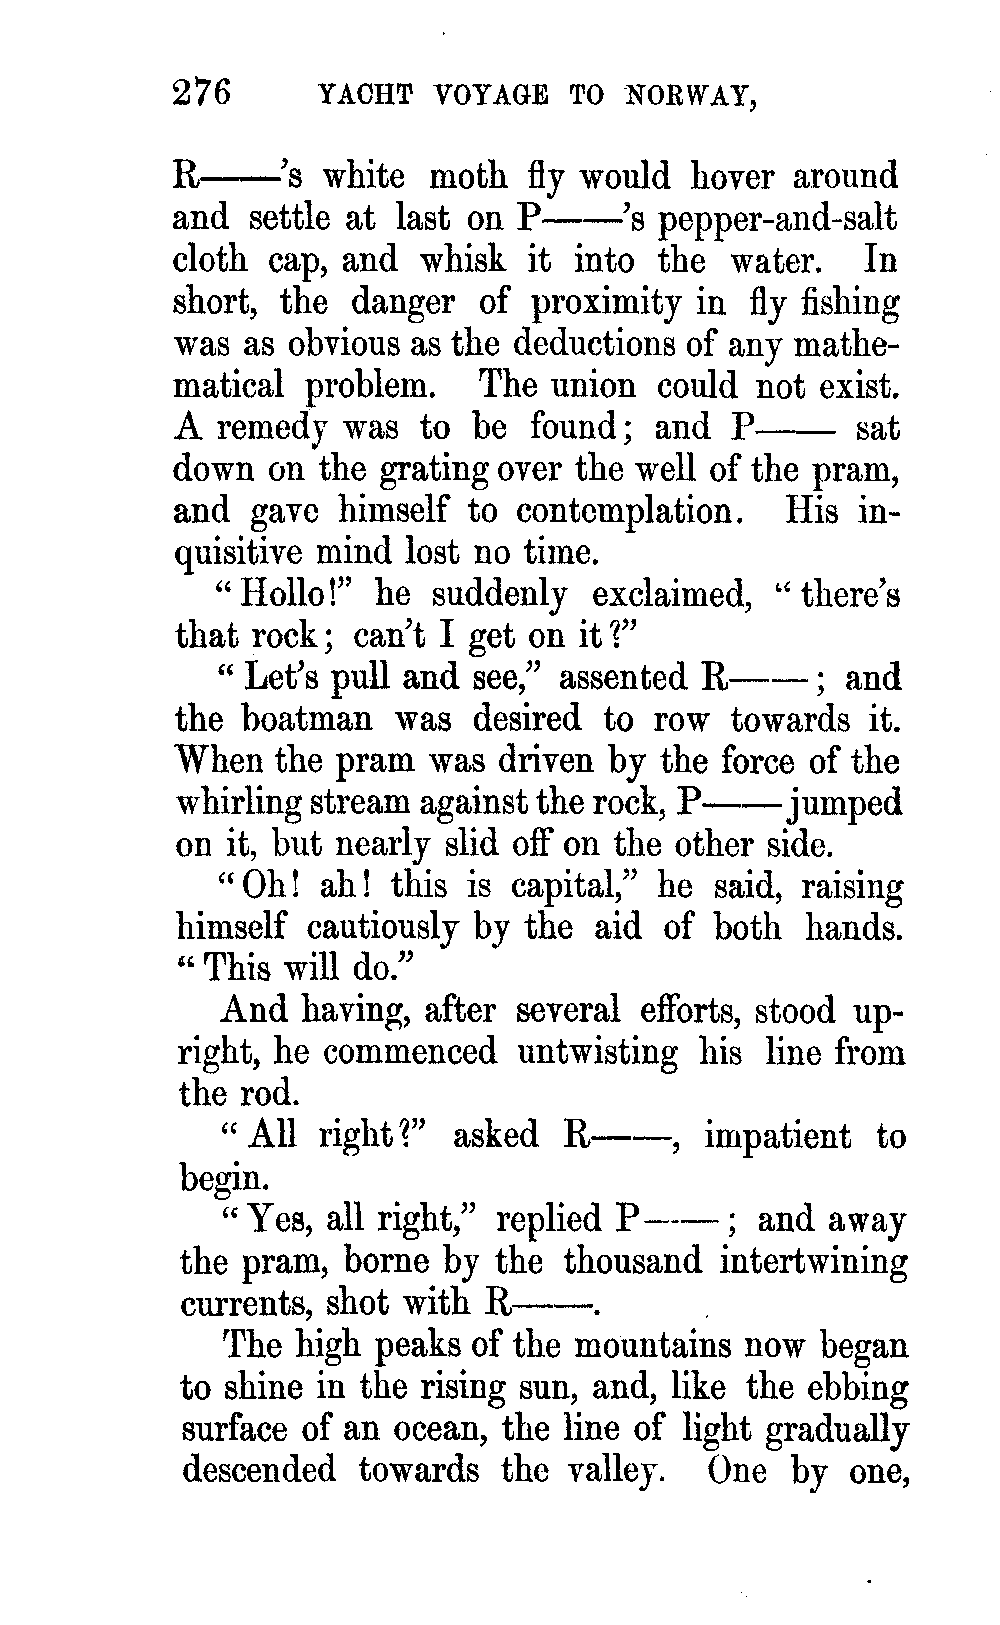 276 YACHT VOYAGE TO NORWAY,
R——'s white moth fly would hover around
and settle at last on P——'s pepper-and-salt
cloth cap, and whisk it into the water. In
short, the danger of proximity in fly fishing
was as obvious as the deductions of any mathe-
matical problem. The union could not exist.
A remedy was to be found; and P—— sat
down on the grating over the well of the pram,
and gave himself to contemplation. His in-
quisitive mind lost no time.
"Hollo!" he suddenly exclaimed, "there's
that rock; can't I get on it?"
"Let's pull and see," assented R——; and
the boatman was desired to row towards it.
When the pram was driven by the force of the
whirling stream against the rock, P—— jumped
on it, but nearly slid off on the other side.
"Oh! ah! this is capital," he said, raising
himself cautiously by the aid of both hands.
"This will do."
And having, after several efforts, stood up-
right, he commenced untwisting his line from
the rod.
"All right?" asked R——, impatient to
begin.
"Yes, all right," replied P——; and away
the pram, borne by the thousand intertwining
currents, shot with R——.
The high peaks of the mountains now began
to shine in the rising sun, and, like the ebbing
surface of an ocean, the line of light gradually
descended towards the valley. One by one,